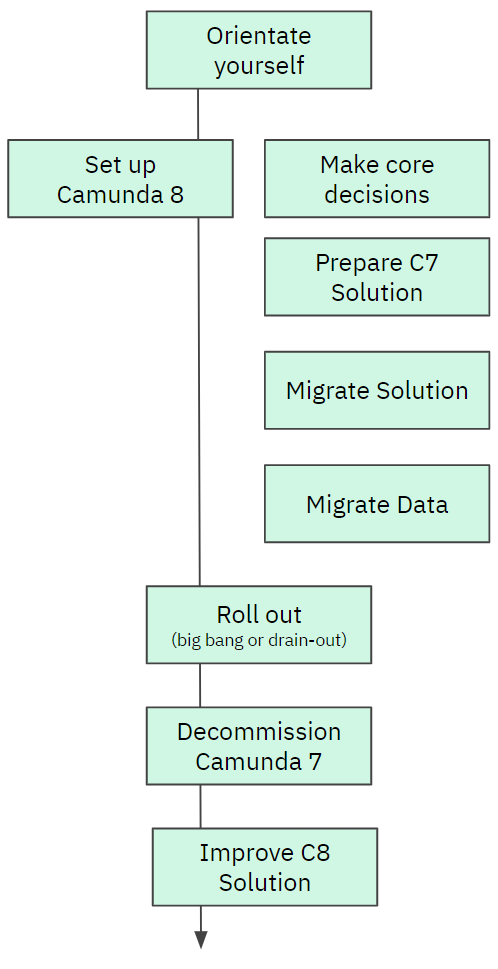 Orientate
yourself
Set up
Camunda 8
Make core
decisions
Prepare C7
Solution
Migrate Solution
Migrate Data
Roll out
(big bang or drain-out)
Decommission
Camunda 7
Improve C8
Solution